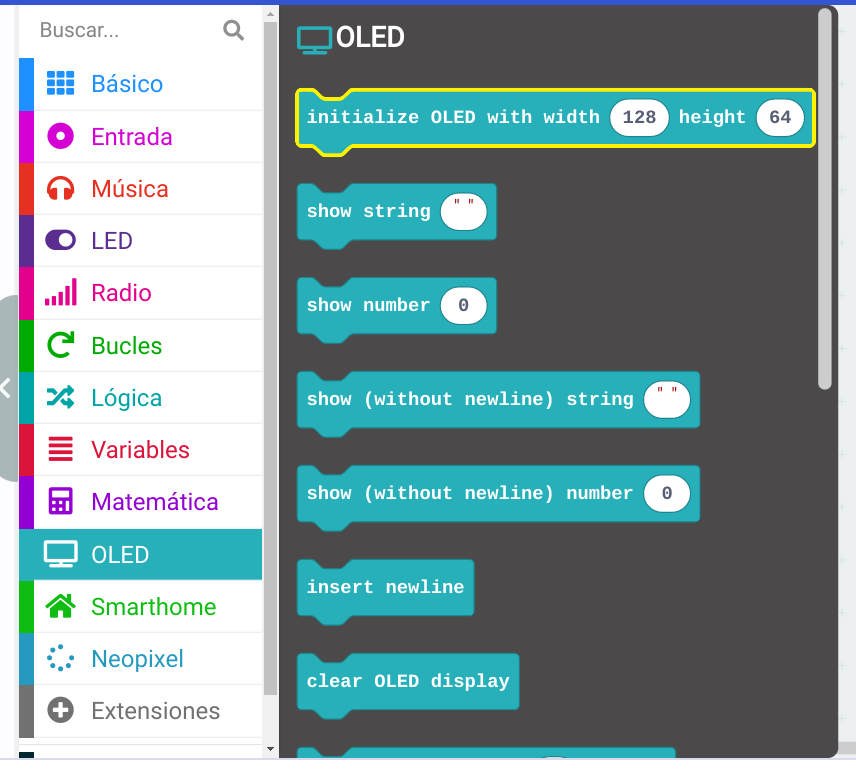 Buscar...
Básico
Entrada
Música
LED
Radio
Bucles
Lógica
Variables
Matemática
OLED
Smarthome
Neopixel
Extensiones
OLED
initialize OLED with width 128 height 64
show string " "
show number 0
show (without newline) string " "
show (without newline) number 0
insert newline
clear OLED display